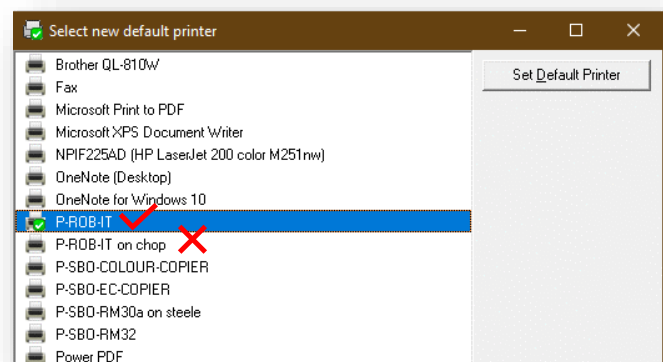 Select new default printer
Brother QL-810W
Set Default Printer
Fax
Microsoft Print to PDF
Microsoft XPS Document Writer
NPIF225AD (HP LaserJet 200 color M251nw)
OneNote (Desktop)
OneNote for Windows 10
P-ROB-IT
P-ROB-IT on chop
P-SBO-COLOUR-COPIER
P-SBO-EC-COPIER
P-SBO-RM30a on steele
P-SBO-RM32
Power PDF